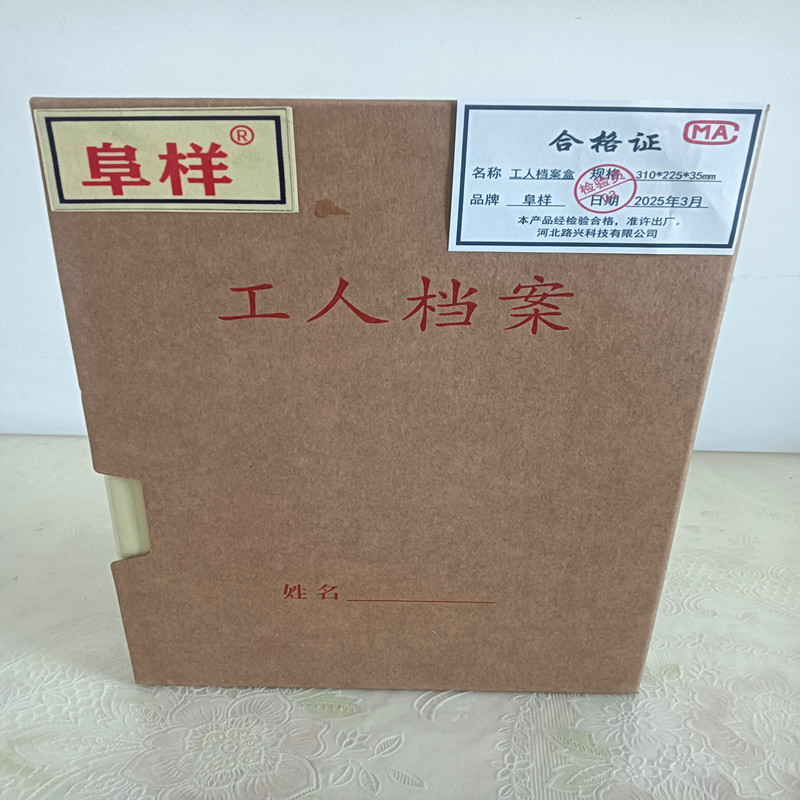 阜样®
合格证 CMA
名称 工人档案盒 规格 310*225*35mm
品牌 阜样 日期 2025年3月
检验员
02
本产品经检验合格，准许出厂。
河北路兴科技有限公司
工人档案
姓名